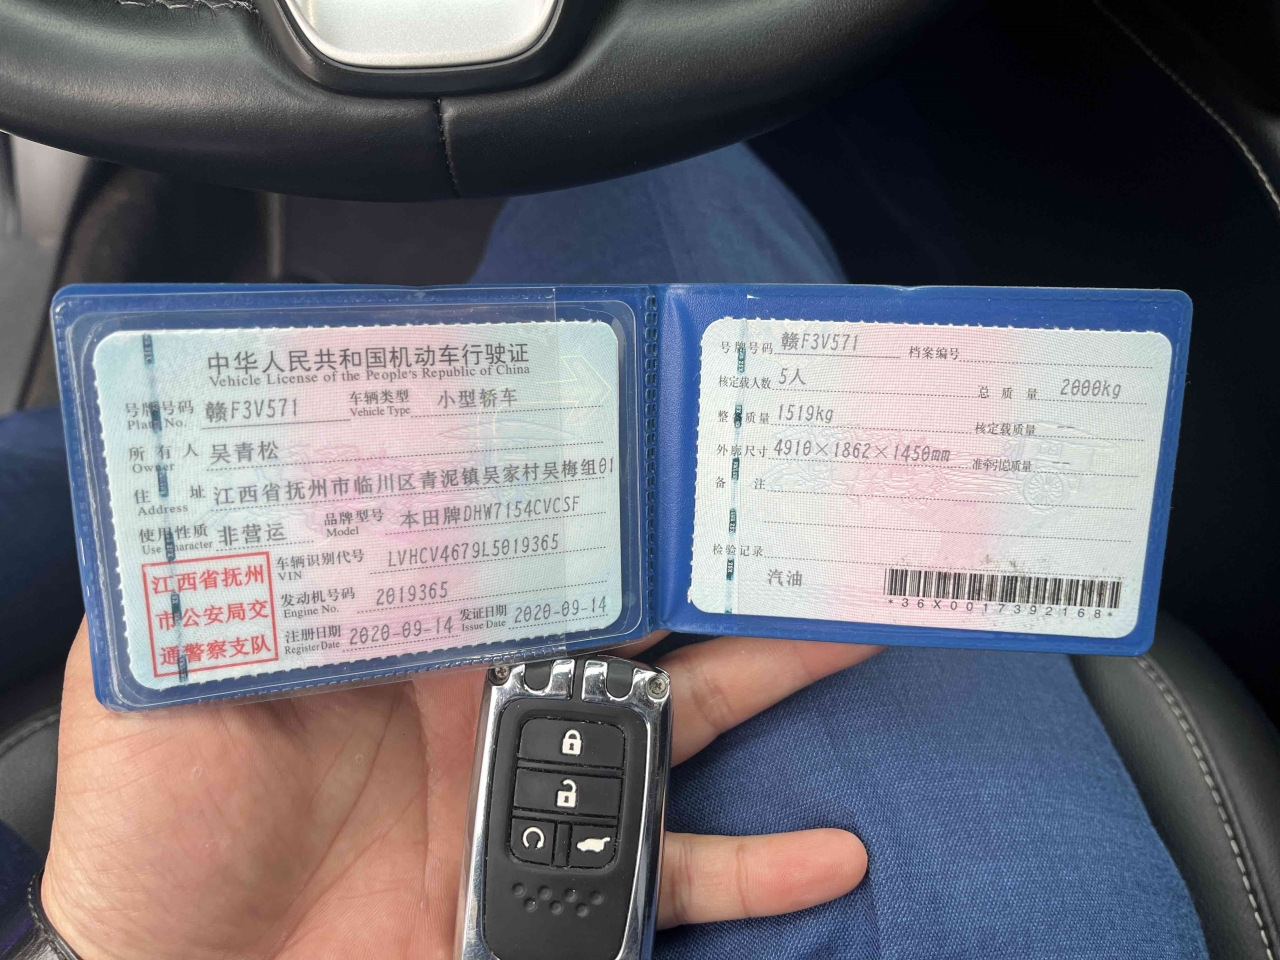 中华人民共和国机动车行驶证
Vehicle License of the People's Republic of China
号牌号码 赣F3V571 车辆类型 小型轿车
Plate No. Vehicle Type
所有人 吴青松
Owner
住址 江西省抚州市临川区青泥镇吴家村吴梅组01
Address
使用性质 非营运 品牌型号 本田牌DHW7154CVCSF
Use Character Model
车辆识别代号 LVHCV4679L5019365
VIN
发动机号码 2019365
Engine No.
注册日期 2020-09-14 发证日期 2020-09-14
Register Date Issue Date
江西省抚州
市公安局交
通警察支队
号牌号码 赣F3V571 档案编号
核定载人数 5人 总质量 2000kg
整备质量 1519kg 核定载质量 --
外廓尺寸 4910×1862×1450mm 准牵引总质量 --
备注
检验记录
汽油
*36X0017392168*